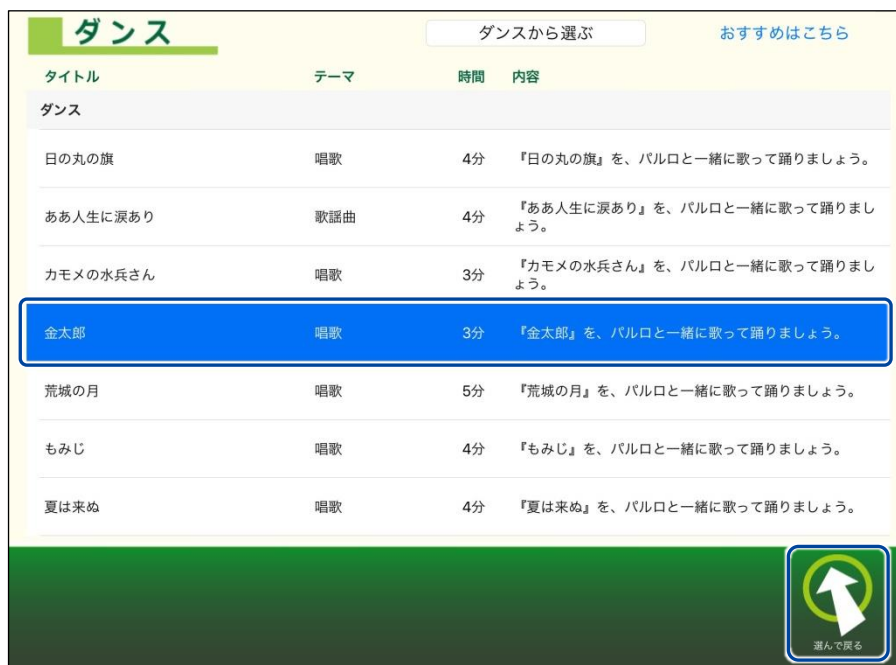 ダンス ダンスから選ぶ おすすめはこちら
タイトル テーマ 時間 内容
ダンス
日の丸の旗 唱歌 4分 『日の丸の旗』を、パルロと一緒に歌って踊りましょう。
ああ人生に涙あり 歌謡曲 4分 『ああ人生に涙あり』を、パルロと一緒に歌って踊りまし
ょう。
カモメの水兵さん 唱歌 3分 『カモメの水兵さん』を、パルロと一緒に歌って踊りまし
ょう。
金太郎 唱歌 3分 『金太郎』を、パルロと一緒に歌って踊りましょう。
荒城の月 唱歌 5分 『荒城の月』を、パルロと一緒に歌って踊りましょう。
もみじ 唱歌 4分 『もみじ』を、パルロと一緒に歌って踊りましょう。
夏は来ぬ 唱歌 4分 『夏は来ぬ』を、パルロと一緒に歌って踊りましょう。
選んで戻る